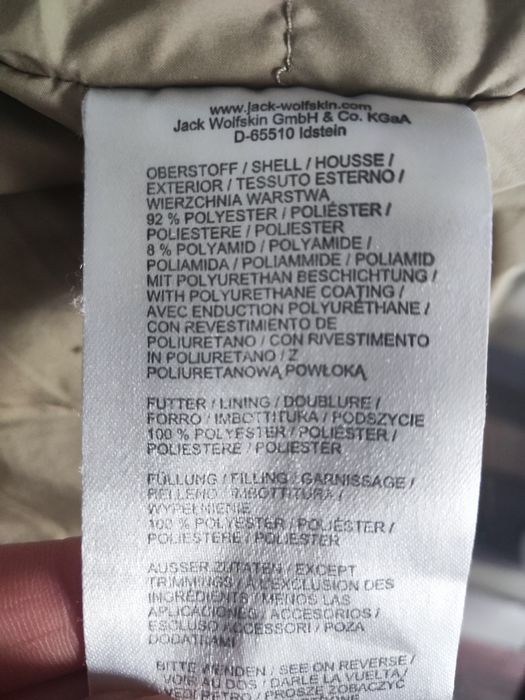 www.jack-wolfskin.com
Jack Wolfskin GmbH & Co. KGaA
D-65510 Idstein
OBERSTOFF / SHELL / HOUSSE /
EXTERIOR / TESSUTO ESTERNO /
WIERZCHNIA WARSTWA
92 % POLYESTER / POLIÉSTER /
POLIESTERE / POLIESTER
8 % POLYAMID / POLYAMIDE /
POLIAMIDA / POLIAMMIDE / POLIAMID
MIT POLYURETHAN BESCHICHTUNG /
WITH POLYURETHANE COATING /
AVEC ENDUCTION POLYURÉTHANE /
CON REVESTIMIENTO DE
POLIURETANO / CON RIVESTIMENTO
IN POLIURETANO / Z
POLIURETANOWĄ POWŁOKĄ
FUTTER / LINING / DOUBLURE /
FORRO / IMBOTTITURA / PODSZYCIE
100 % POLYESTER / POLIÉSTER /
POLIESTERE / POLIESTER
FÜLLUNG / FILLING / GARNISSAGE /
RELLENO / IMBOTTITURA /
WYPEŁNIENIE
100 % POLYESTER / POLIÉSTER /
POLIESTERE / POLIESTER
AUSSER ZUTATEN / EXCEPT
TRIMMINGS / A L'EXCLUSION DES
INGRÉDIENTS / MENOS LAS
APLICACIONES / ACCESORIOS /
ESCLUSO ACCESSORI / POZA
DODATKAMI
BITTE WENDEN / SEE ON REVERSE /
VOIR AU DOS / DARLE LA VUELTA /
VEDI RETRO / PROSZĘ ZOBACZYĆ